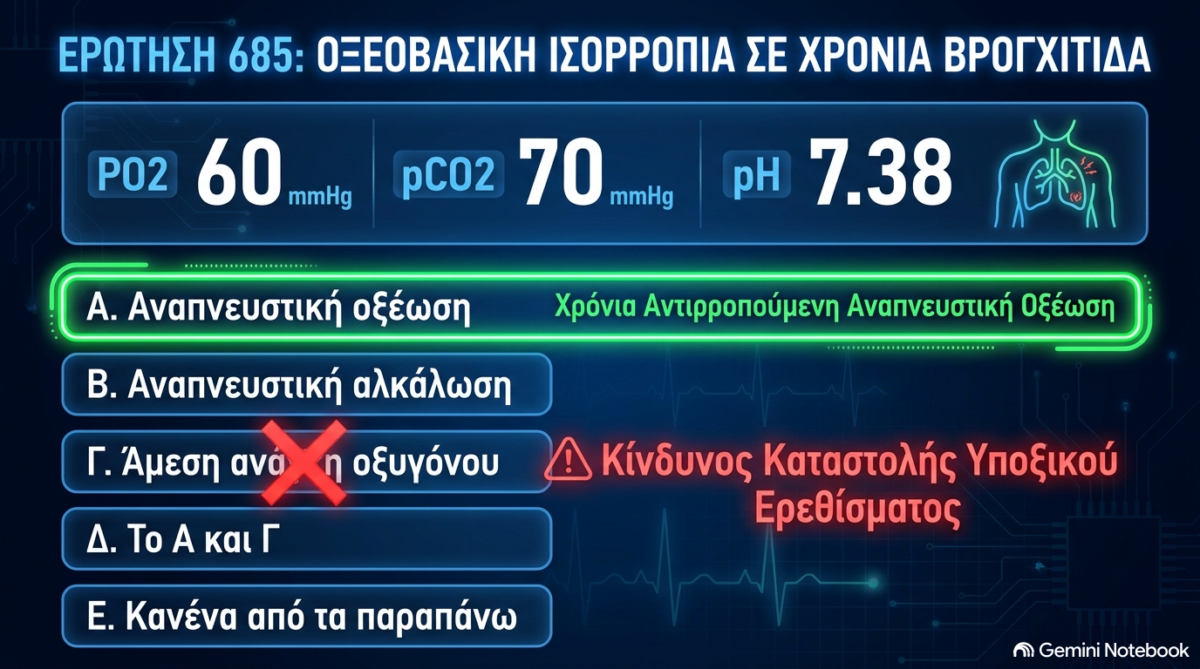 ΕΡΩΤΗΣΗ 685: ΟΞΕΟΒΑΣΙΚΗ ΙΣΟΡΡΟΠΙΑ ΣΕ ΧΡΟΝΙΑ ΒΡΟΓΧΙΤΙΔΑ
PO2 60 mmHg
pCO2 70 mmHg
pH 7.38
Α. Αναπνευστική οξέωση
Χρόνια Αντιρροπούμενη Αναπνευστική Οξέωση
Β. Αναπνευστική αλκάλωση
Γ. Άμεση οξυγόνου
Κίνδυνος Καταστολής Υποξικού
Ερεθίσματος
Δ. Το Α και Γ
Ε. Κανένα από τα παραπάνω
Gemini Notebook